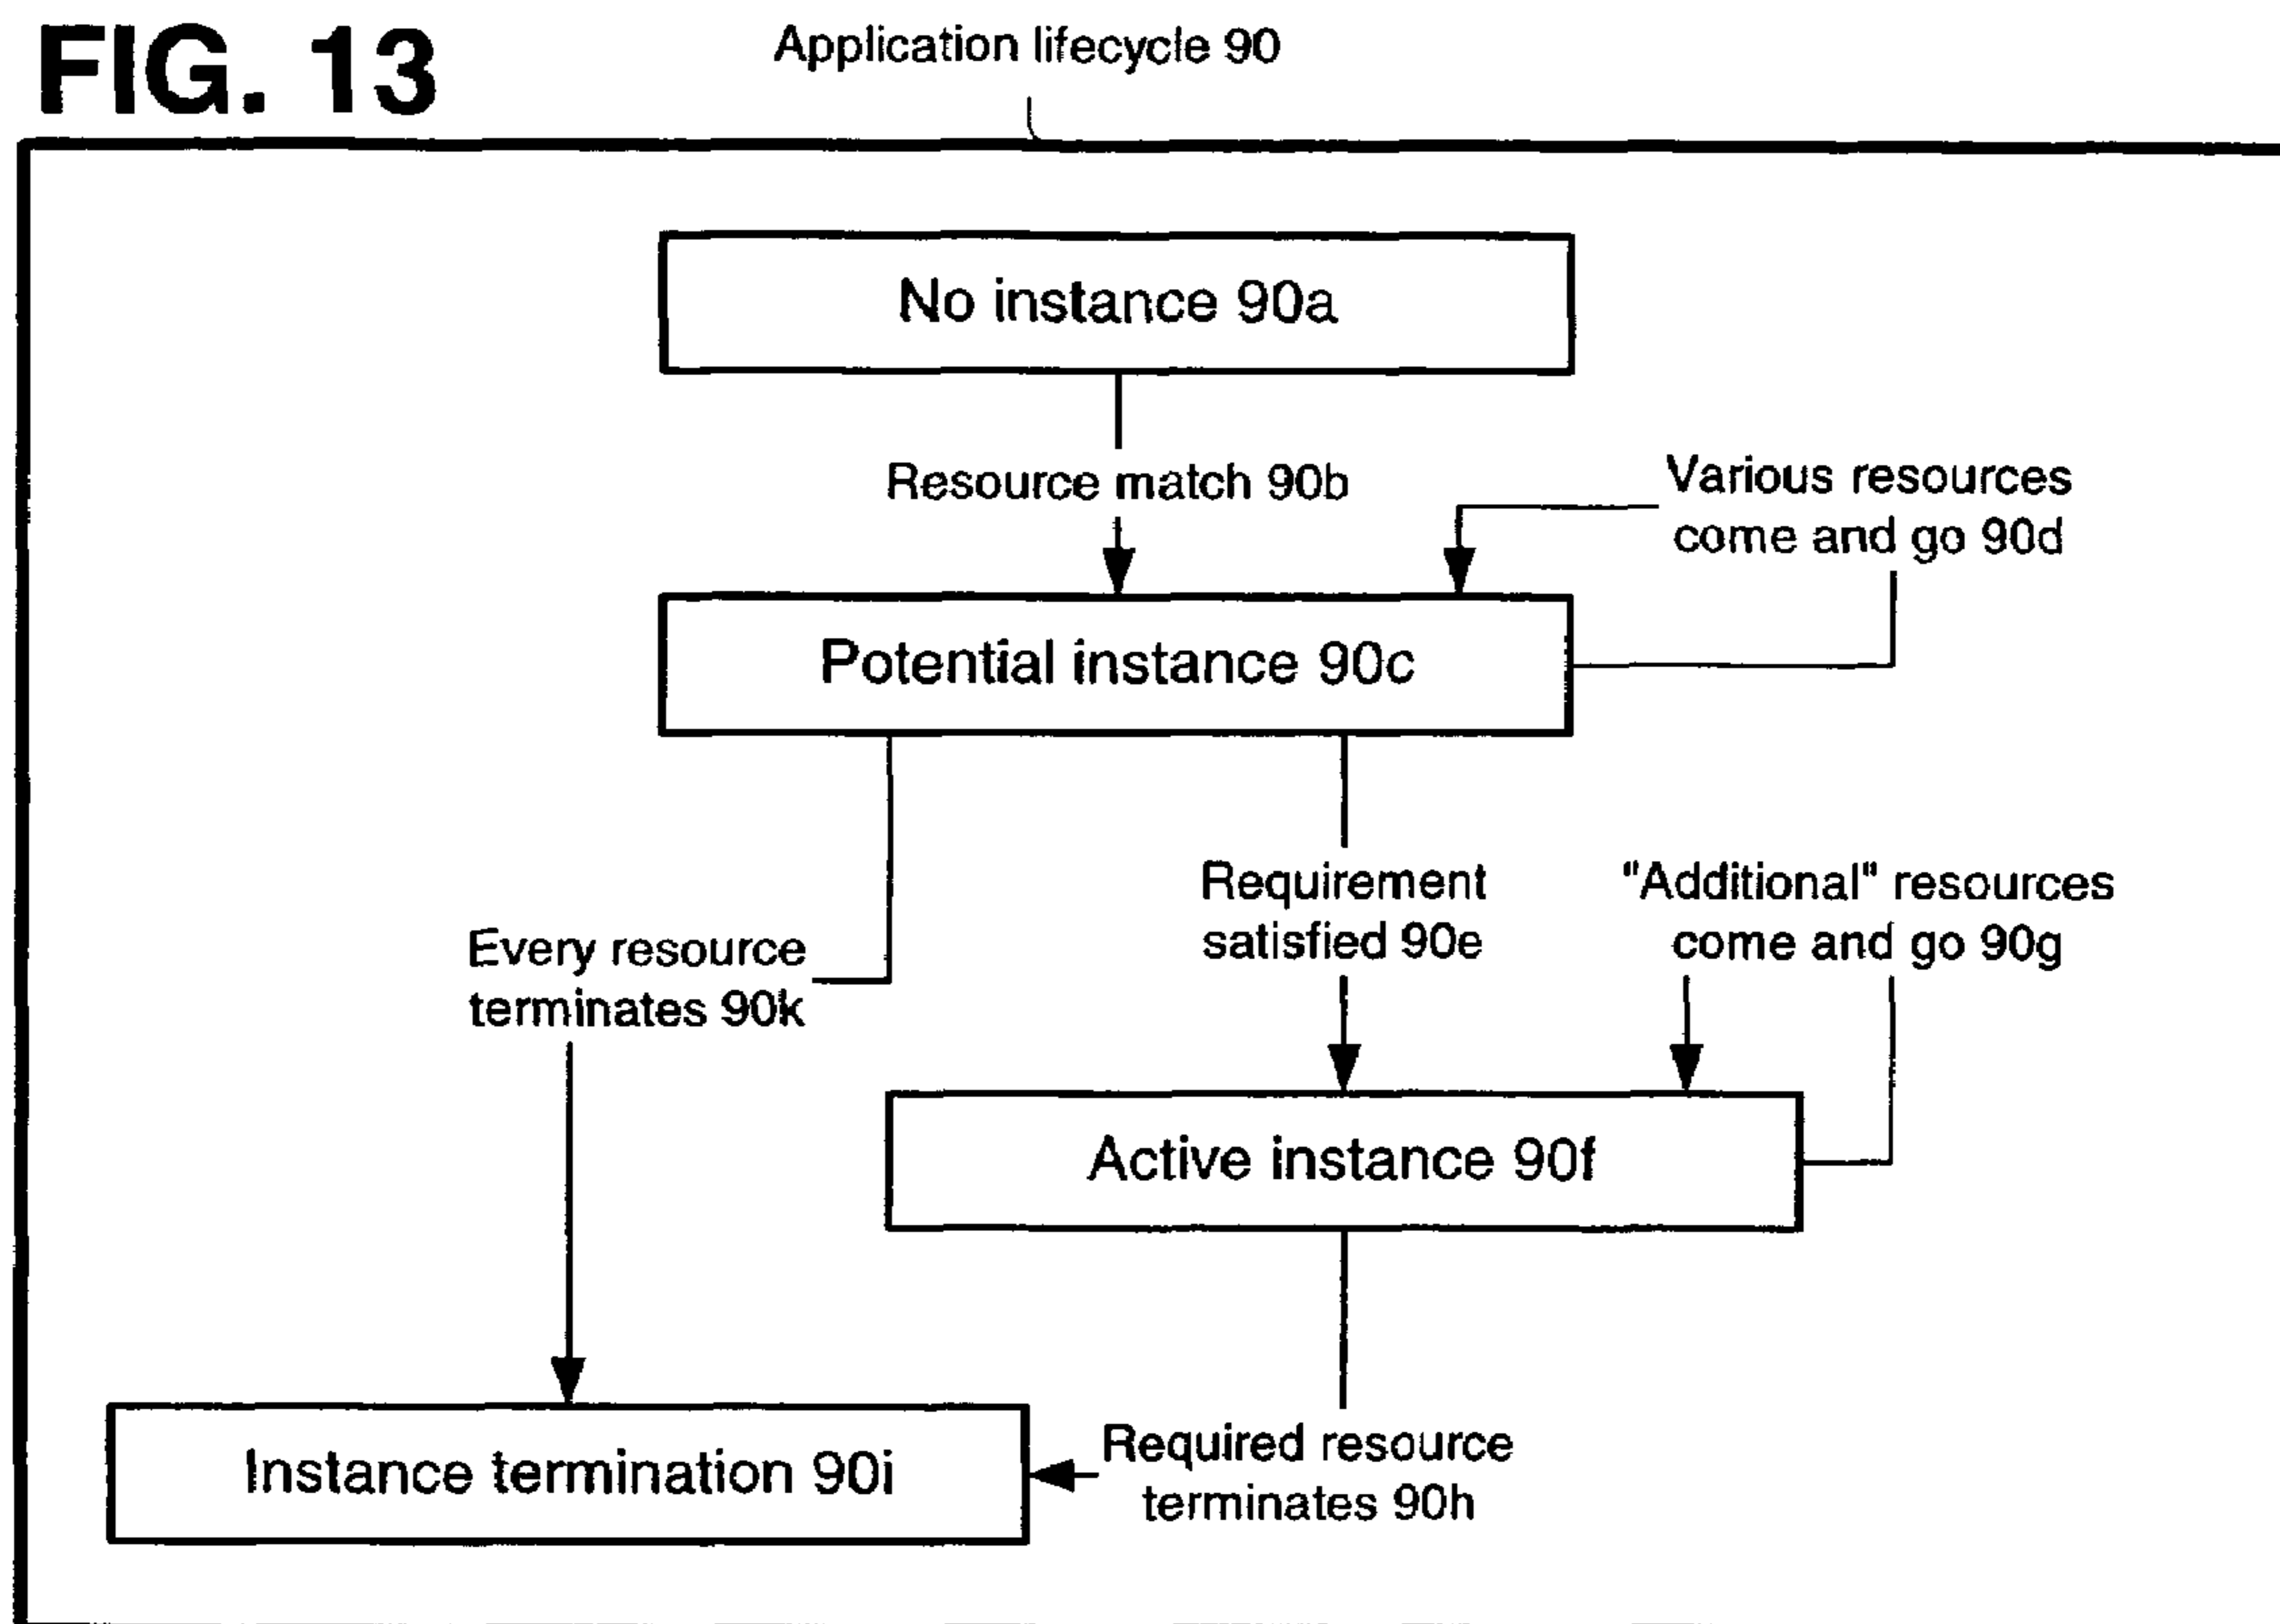 FIG. 13
Application lifecycle 90
No instance 90a
Resource match 90b
Various resources
come and go 90d
Potential instance 90c
Requirement
satisfied 90e
"Additional" resources
come and go 90g
Every resource
terminates 90k
Active instance 90f
Instance termination 90i
Required resource
terminates 90h